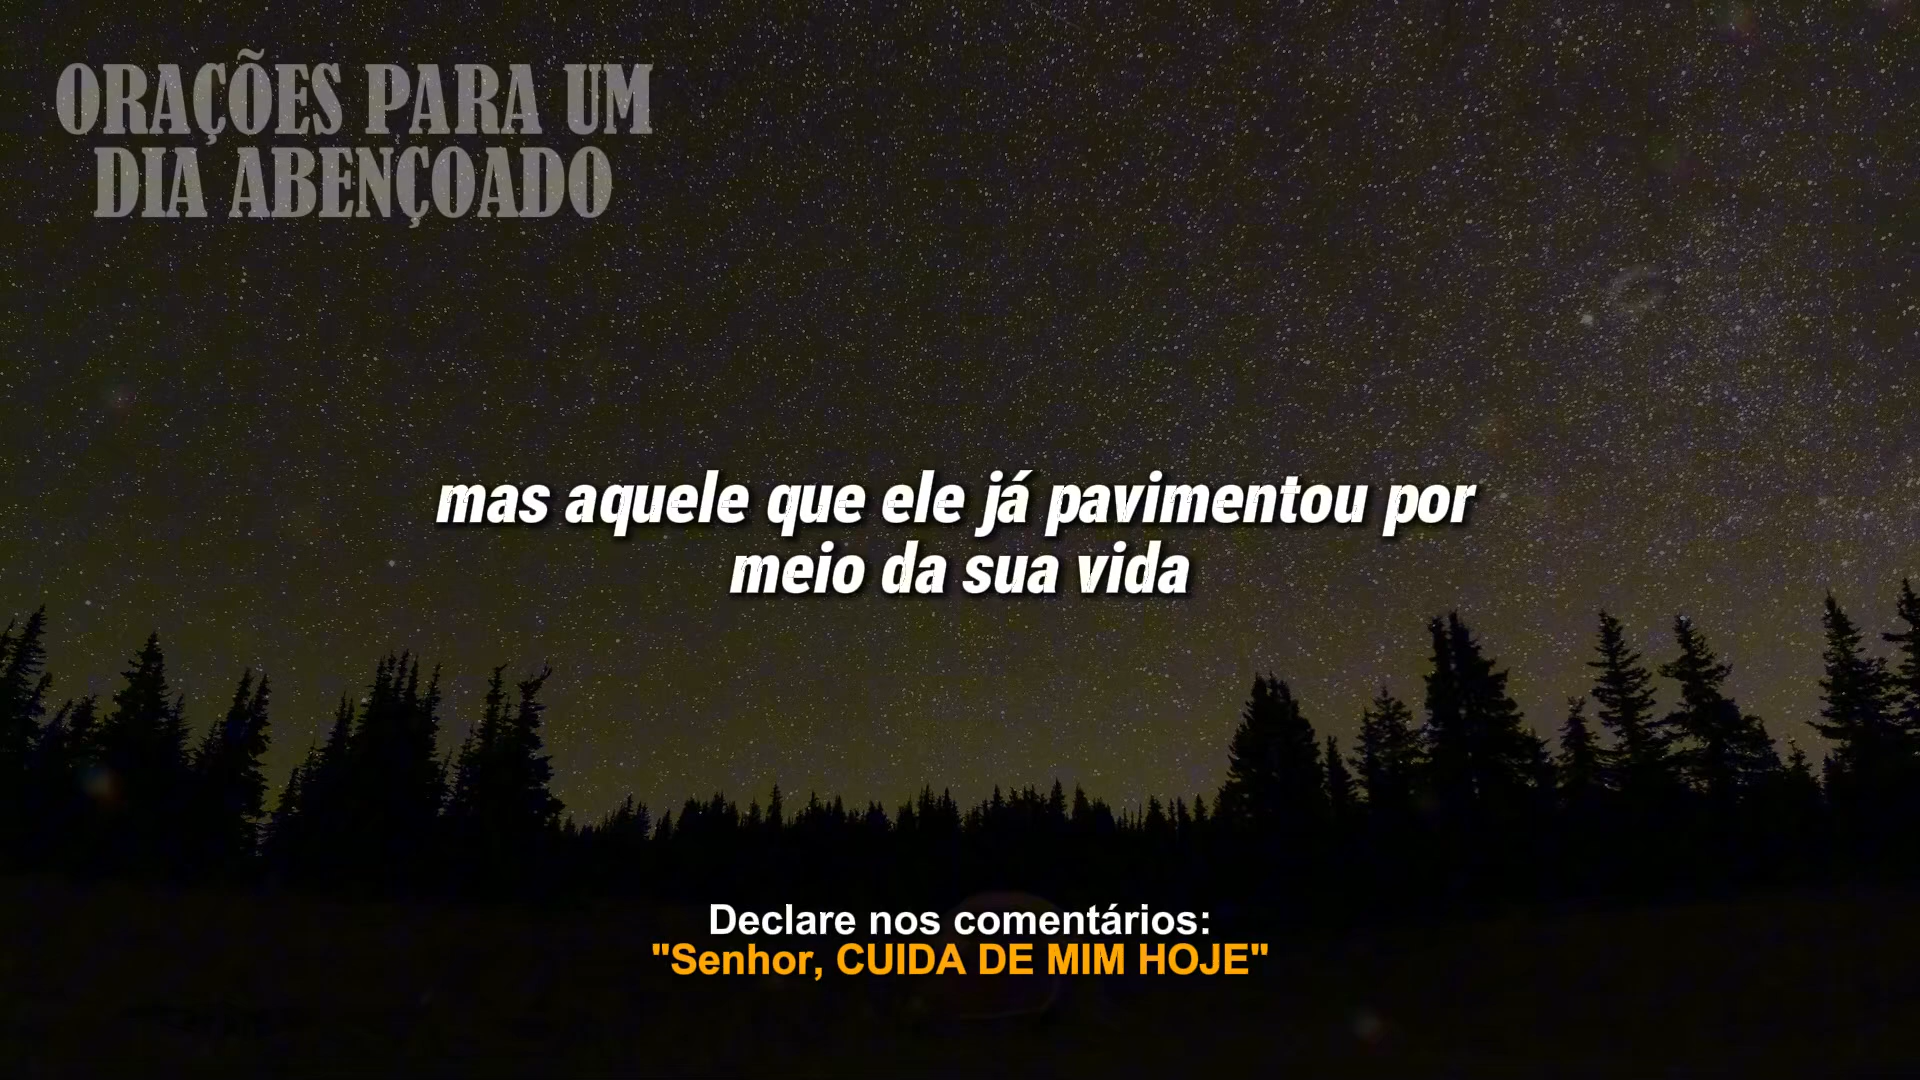 ORAÇÕES PARA UM
DIA ABENÇOADO
mas aquele que ele já pavimentou por
meio da sua vida
Declare nos comentários:
"Senhor, CUIDA DE MIM HOJE"